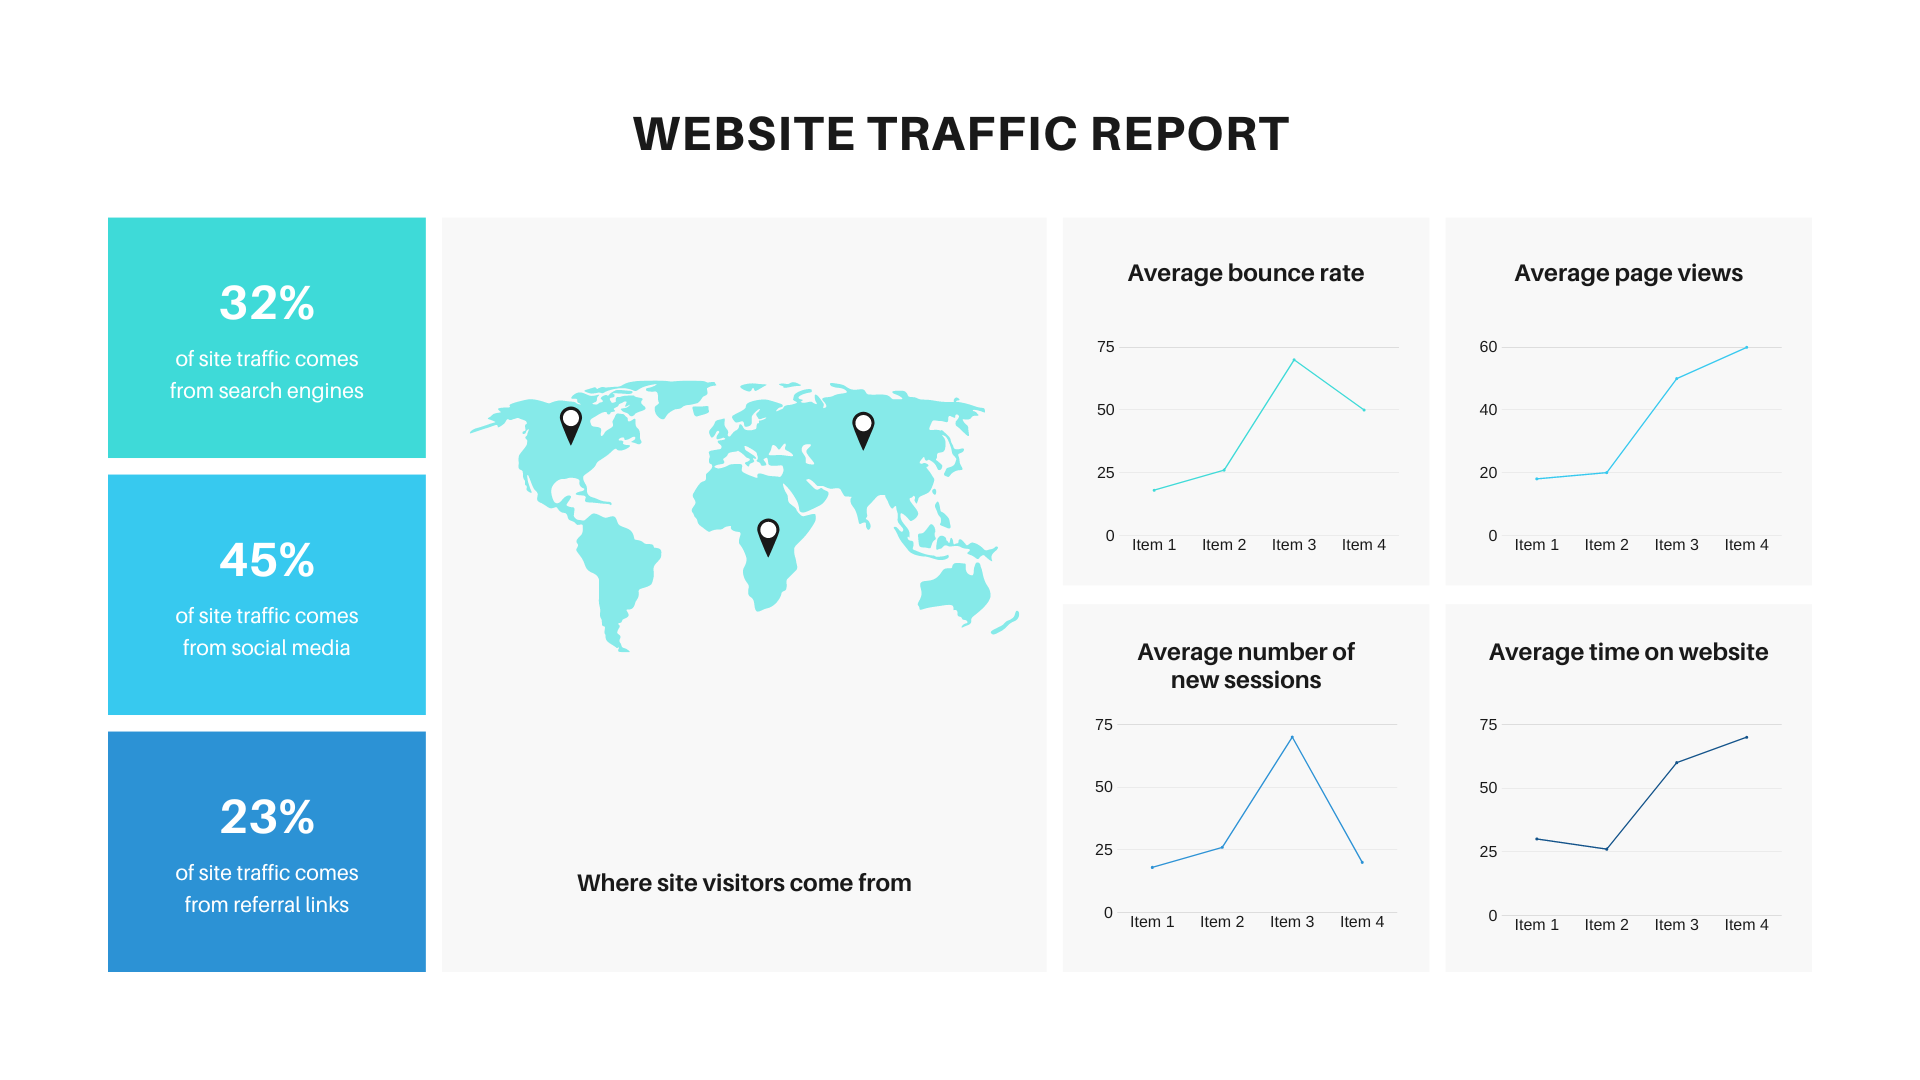 WEBSITE TRAFFIC REPORT
32%
of site traffic comes
from search engines
45%
of site traffic comes
from social media
23%
of site traffic comes
from referral links
Where site visitors come from
Average bounce rate
75
50
25
0
Item 1 Item 2 Item 3 Item 4
Average page views
60
40
20
0
Item 1 Item 2 Item 3 Item 4
Average number of
new sessions
75
50
25
0
Item 1 Item 2 Item 3 Item 4
Average time on website
75
50
25
0
Item 1 Item 2 Item 3 Item 4